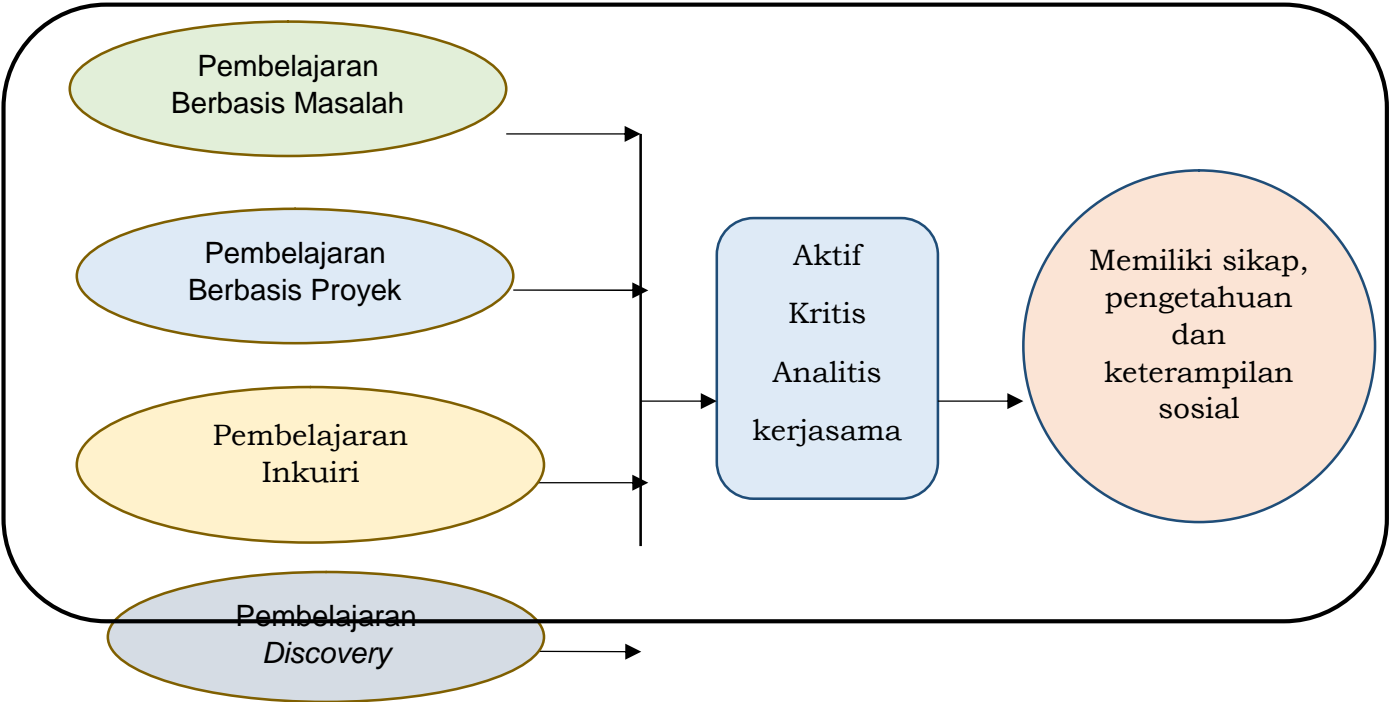 Pembelajaran
Berbasis Masalah
Pembelajaran
Berbasis Proyek
Pembelajaran
Inkuiri
Pembelajaran
Discovery
Aktif
Kritis
Analitis
kerjasama
Memiliki sikap,
pengetahuan
dan
keterampilan
sosial